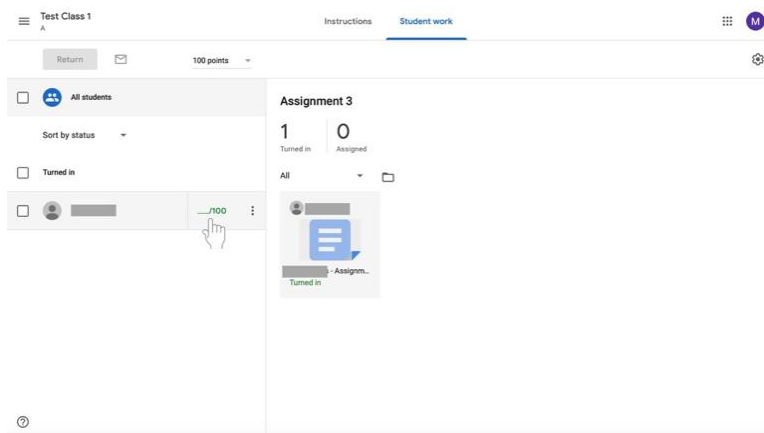 Test Class 1
A
Instructions
Student work
M
Return
100 points
All students
Sort by status
Turned in
__/100
Assignment 3
1
Turned in
0
Assigned
All
- Assignm...
Turned in